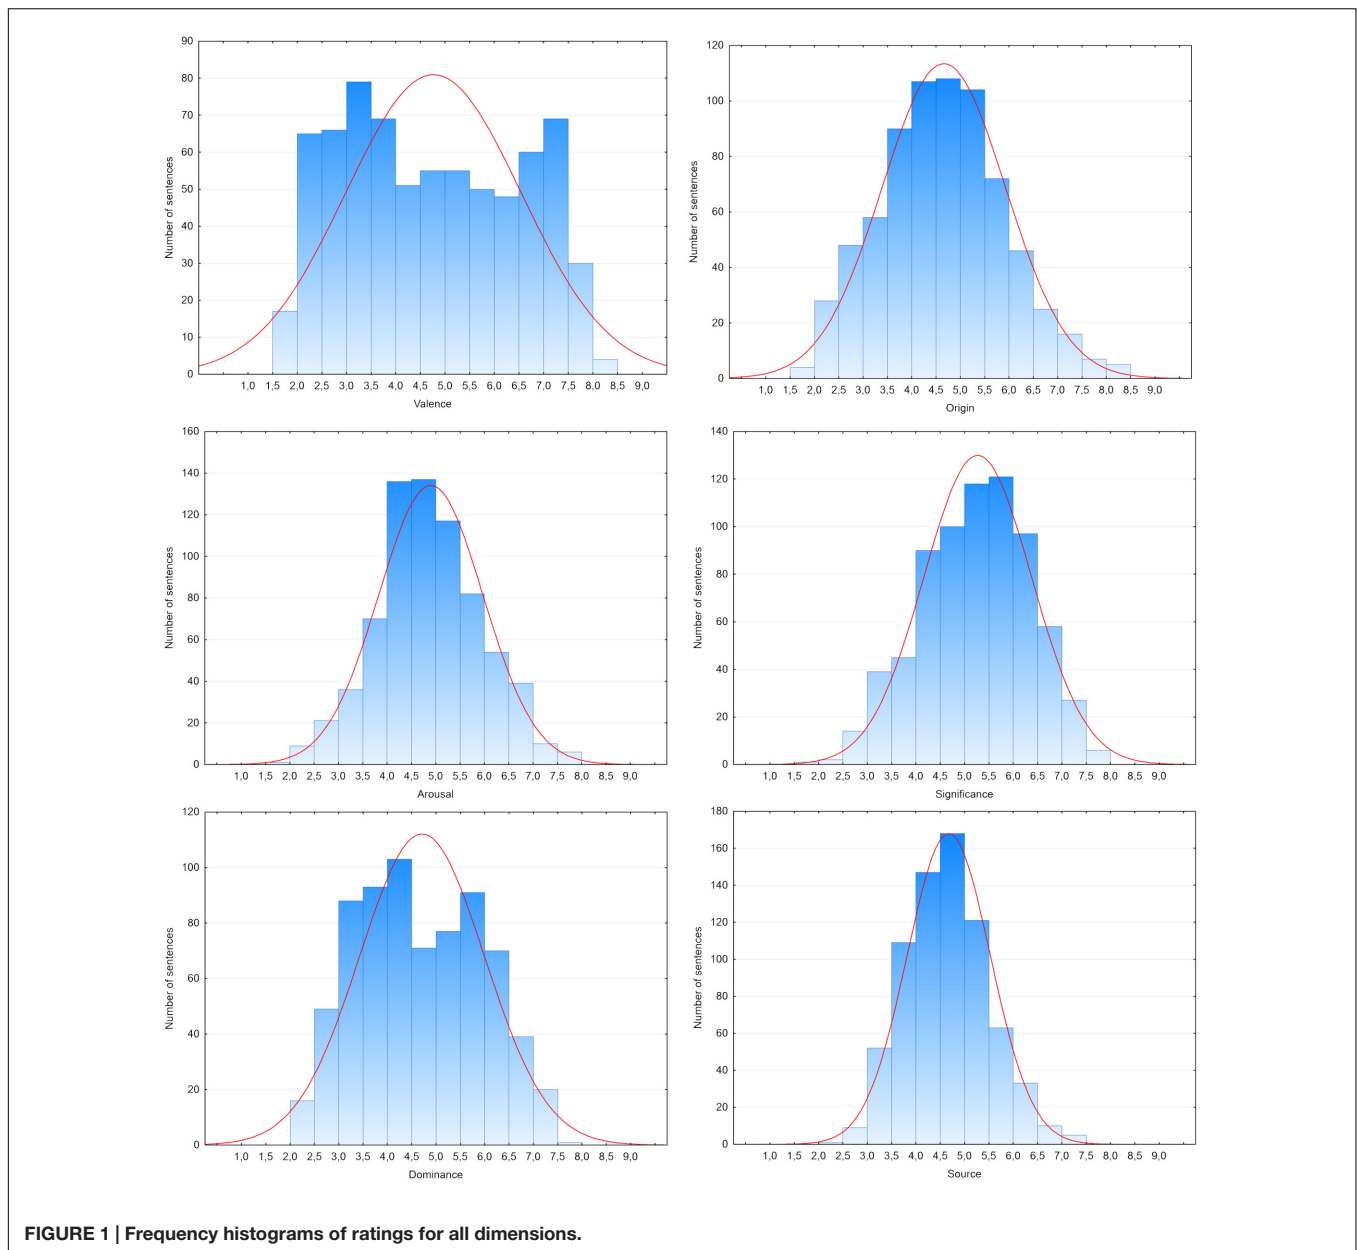 90
80
70
60
50
40
30
20
10
0
Number of sentences
1,0 1,5 2,0 2,5 3,0 3,5 4,0 4,5 5,0 5,5 6,0 6,5 7,0 7,5 8,0 8,5 9,0
Valence
120
100
80
60
40
20
0
Number of sentences
1,0 1,5 2,0 2,5 3,0 3,5 4,0 4,5 5,0 5,5 6,0 6,5 7,0 7,5 8,0 8,5 9,0
Origin
160
140
120
100
80
60
40
20
0
Number of sentences
1,0 1,5 2,0 2,5 3,0 3,5 4,0 4,5 5,0 5,5 6,0 6,5 7,0 7,5 8,0 8,5 9,0
Arousal
140
120
100
80
60
40
20
0
Number of sentences
1,0 1,5 2,0 2,5 3,0 3,5 4,0 4,5 5,0 5,5 6,0 6,5 7,0 7,5 8,0 8,5 9,0
Significance
120
100
80
60
40
20
0
Number of sentences
1,0 1,5 2,0 2,5 3,0 3,5 4,0 4,5 5,0 5,5 6,0 6,5 7,0 7,5 8,0 8,5 9,0
Dominance
180
160
140
120
100
80
60
40
20
0
Number of sentences
1,0 1,5 2,0 2,5 3,0 3,5 4,0 4,5 5,0 5,5 6,0 6,5 7,0 7,5 8,0 8,5 9,0
Source
FIGURE 1 | Frequency histograms of ratings for all dimensions.